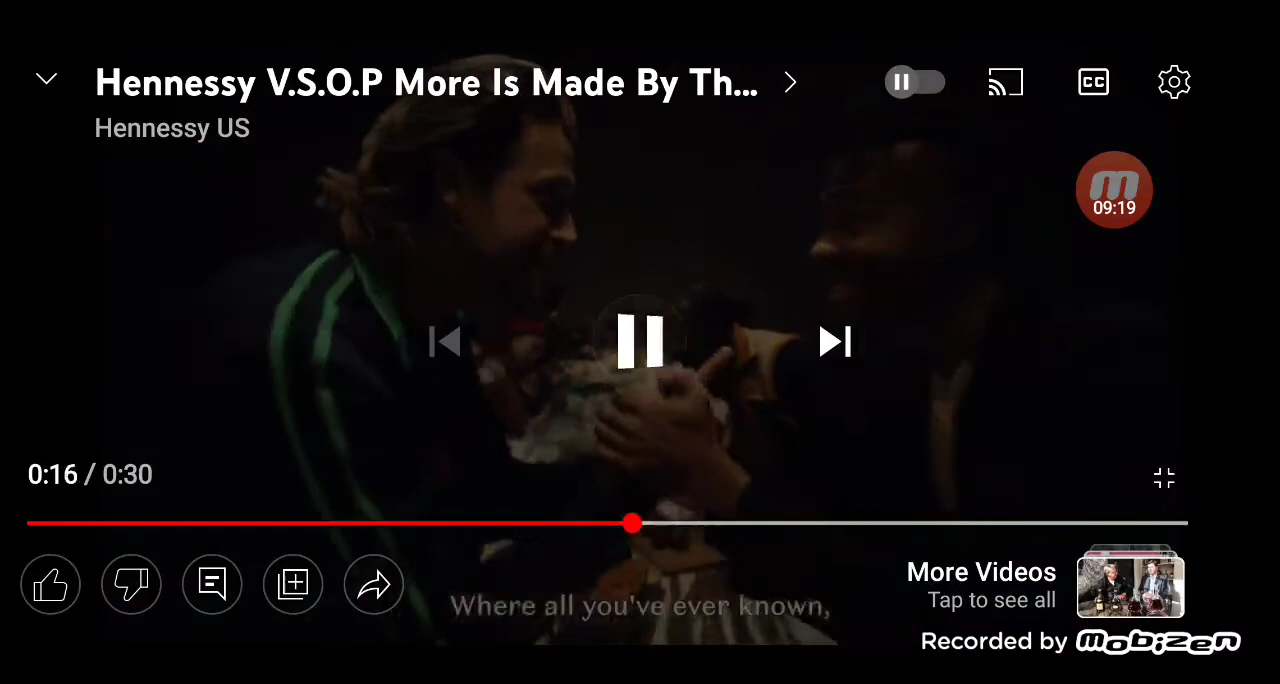 Hennessy V.S.O.P More Is Made By Th...
Hennessy US
CC
m
09:19
0:16 / 0:30
More Videos
Tap to see all
Where all you've ever known,
Recorded by mobizen